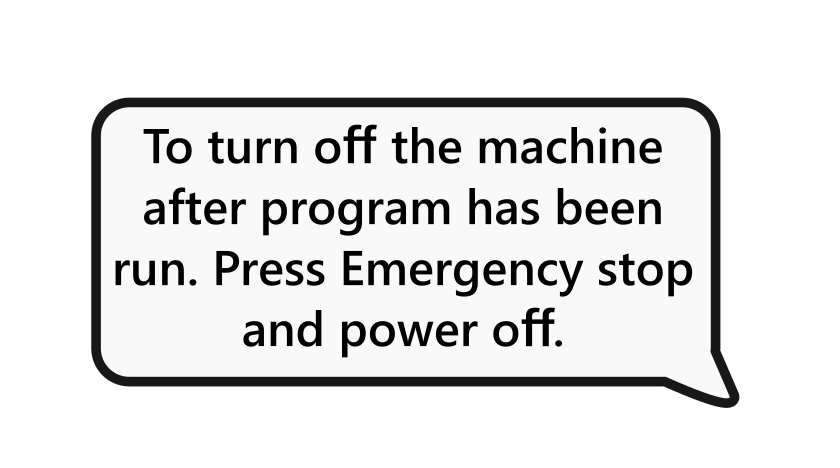 To turn off the machine
after program has been
run. Press Emergency stop
and power off.